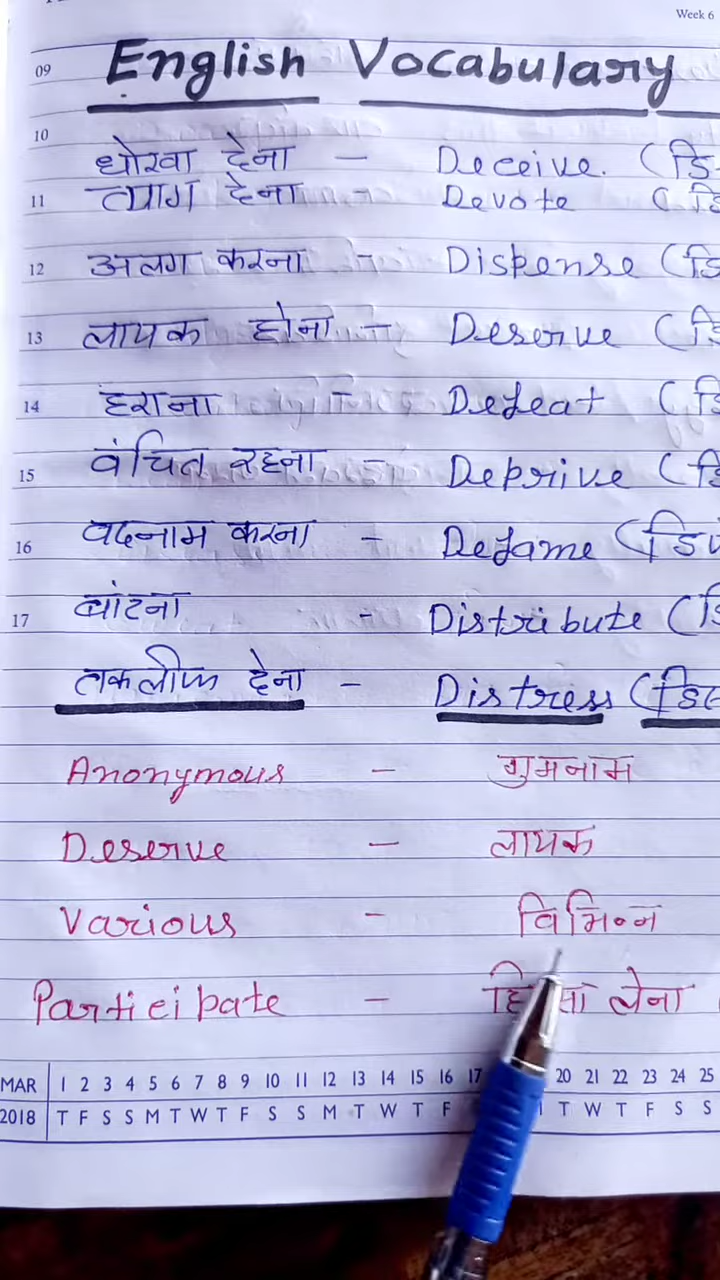 Week 6
09 English Vocabulary
10
धोखा देना - Deceive. (डि
11 त्याग देना - Devote (डि
12 अलग करना - Dispense (डि
13 लायक होना - Deserve (डि
14 हराना - Defeat (डि
15 वंचित रहना - Deprive (डि
16 वदनाम करना - Defame (डिफ
17 बांटना - Distribute (डि
तकलीफ देना - Distress (डिस
Anonymous - गुमनाम
Deserve - लायक
Various - विभिन्न
Participate - हिस्सा लेना
MAR 1 2 3 4 5 6 7 8 9 10 11 12 13 14 15 16 17 20 21 22 23 24 25
2018 T F S S M T W T F S S M T W T F T W T F S S